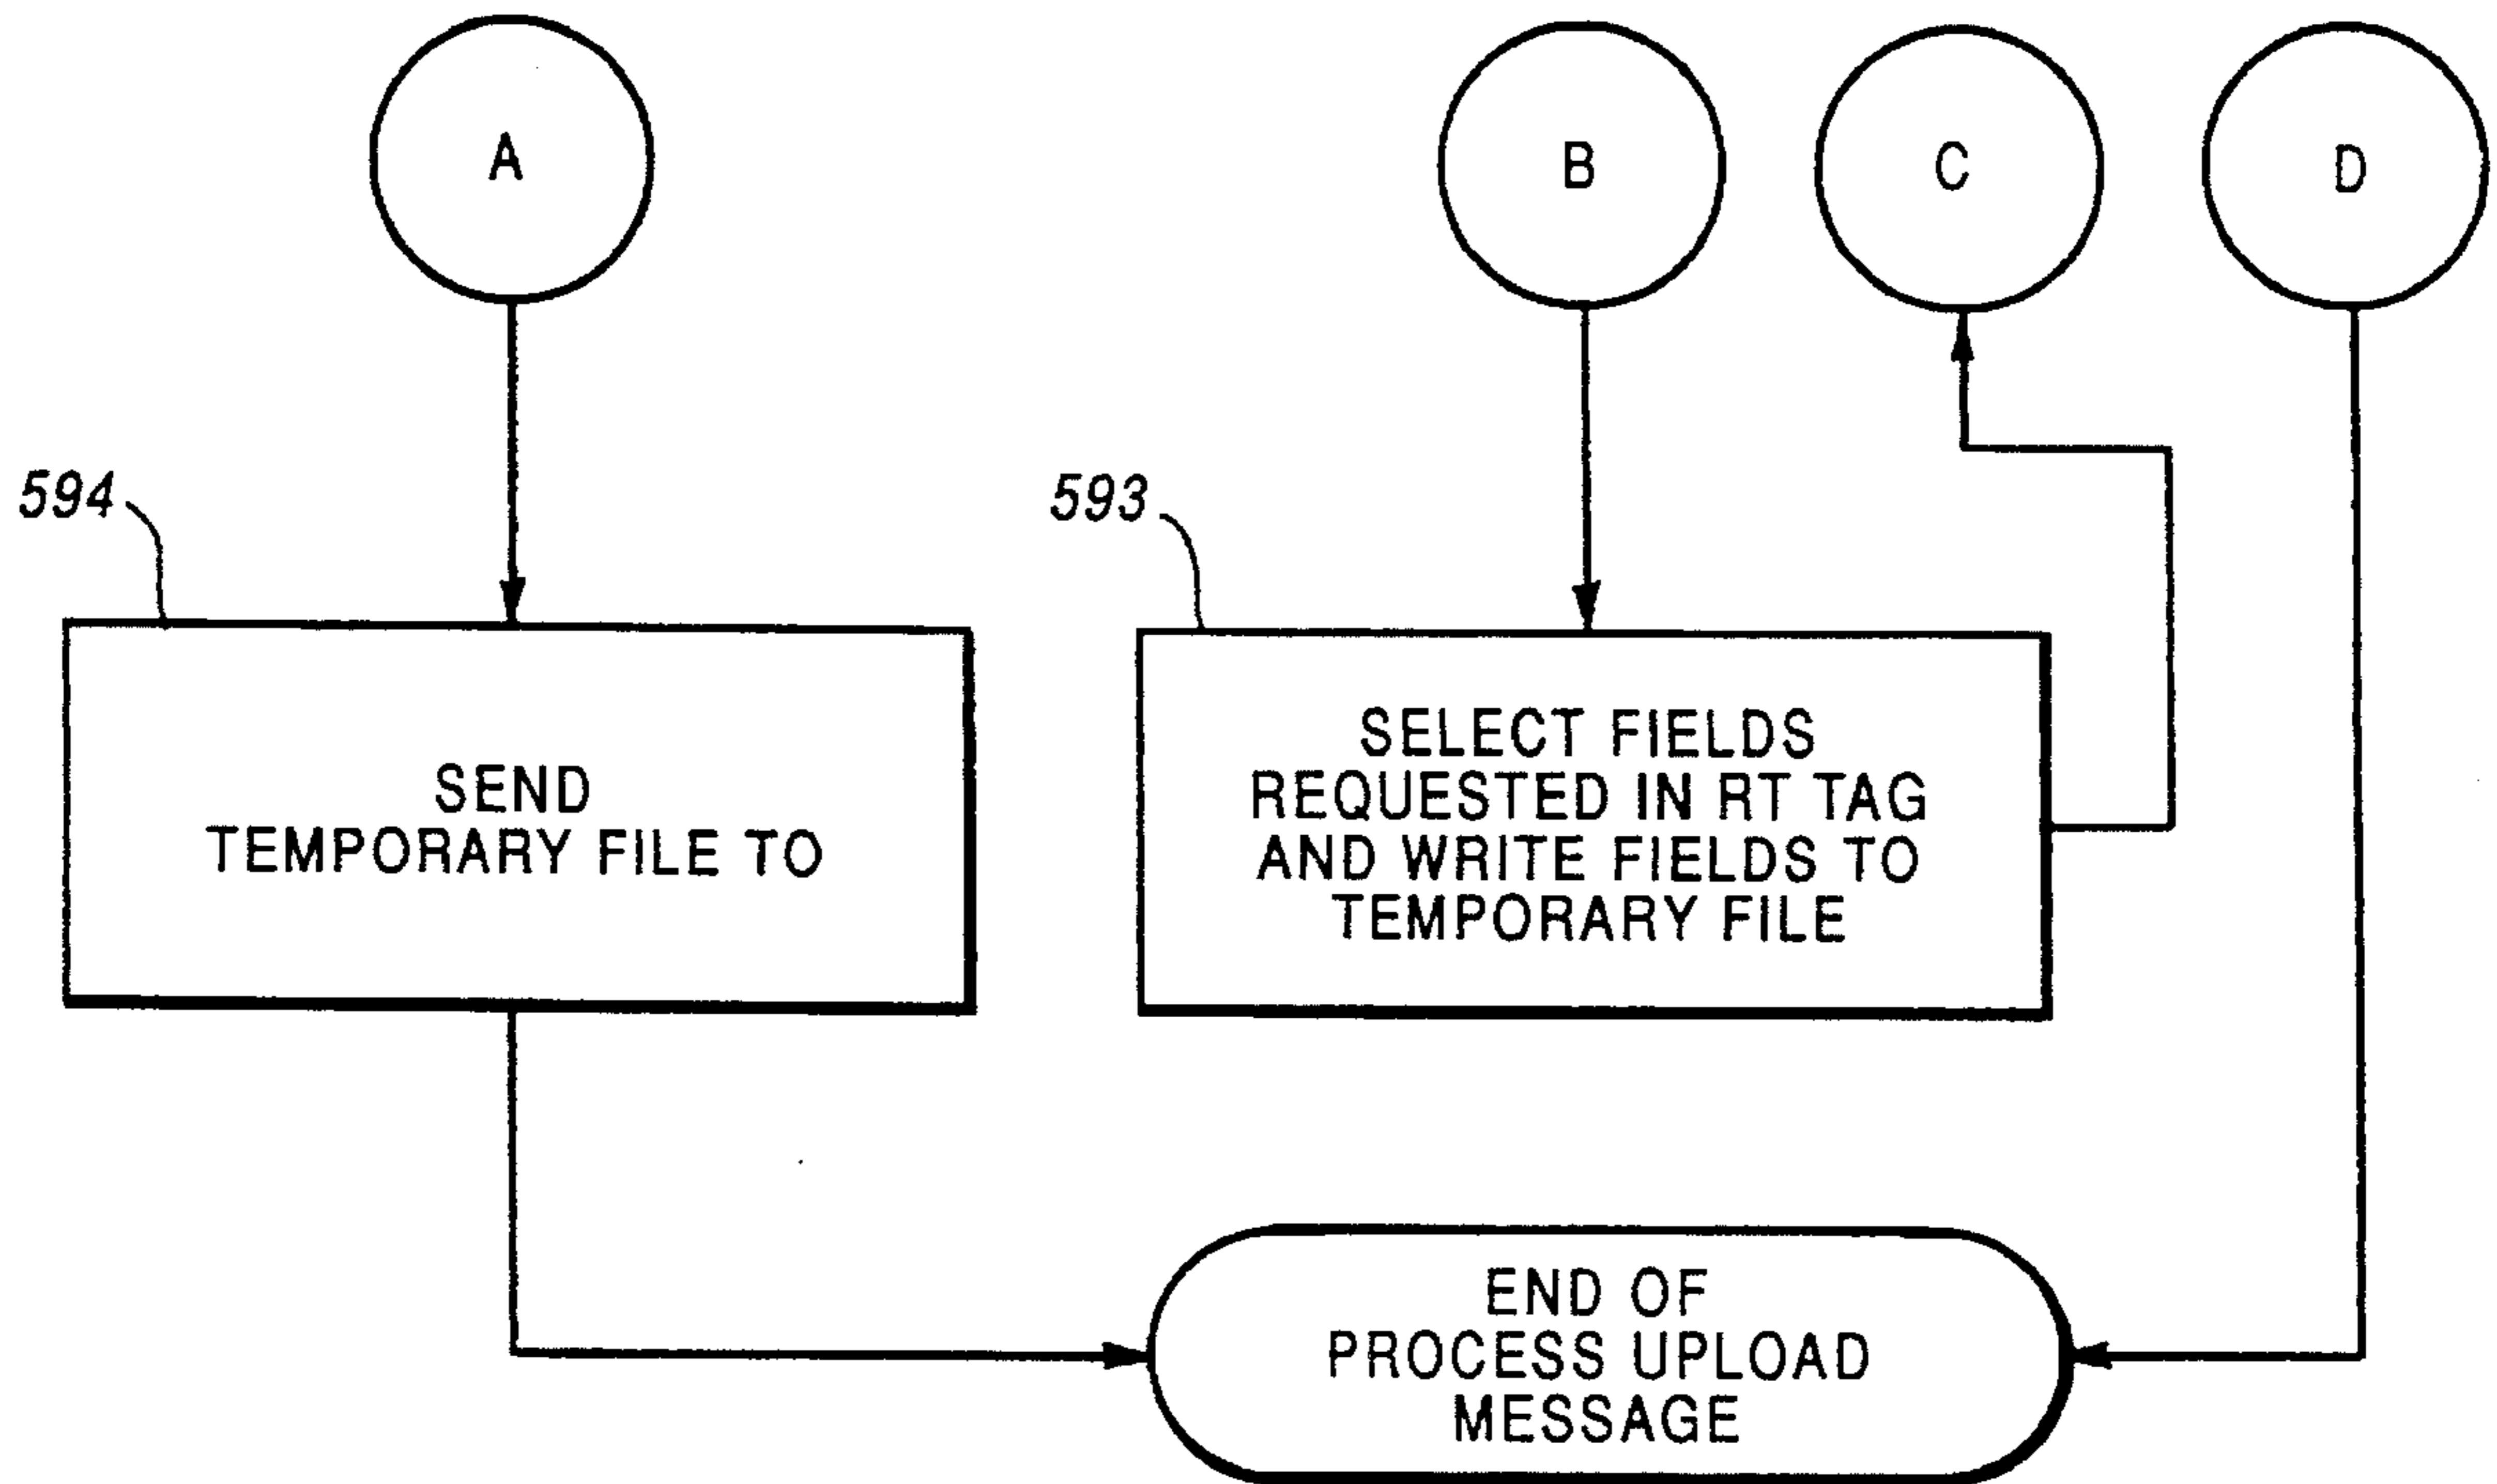 A
B
C
D
594
593
SEND
TEMPORARY FILE TO
SELECT FIELDS
REQUESTED IN RT TAG
AND WRITE FIELDS TO
TEMPORARY FILE
END OF
PROCESS UPLOAD
MESSAGE